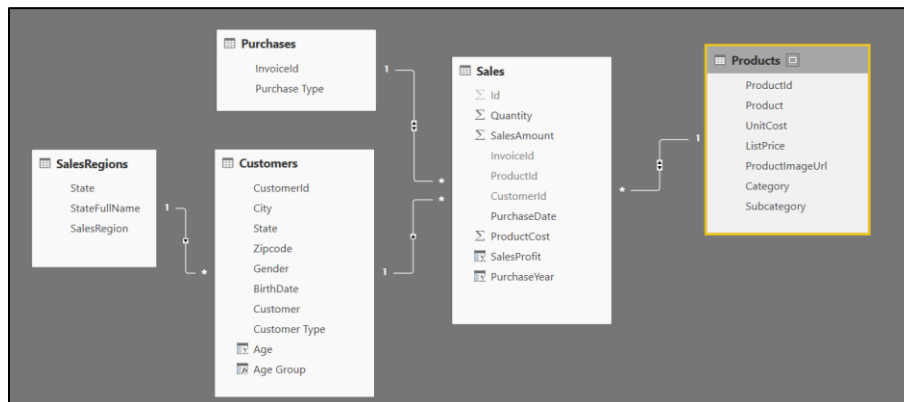 Purchases
InvoiceId
Purchase Type
1
*
Sales
Σ Id
Σ Quantity
Σ SalesAmount
InvoiceId
ProductId
CustomerId
PurchaseDate
Σ ProductCost
SalesProfit
PurchaseYear
*
*
1
Products
ProductId
Product
UnitCost
ListPrice
ProductImageUrl
Category
Subcategory
SalesRegions
State
StateFullName
SalesRegion
1
*
Customers
CustomerId
City
State
Zipcode
Gender
BirthDate
Customer
Customer Type
Age
Age Group
1